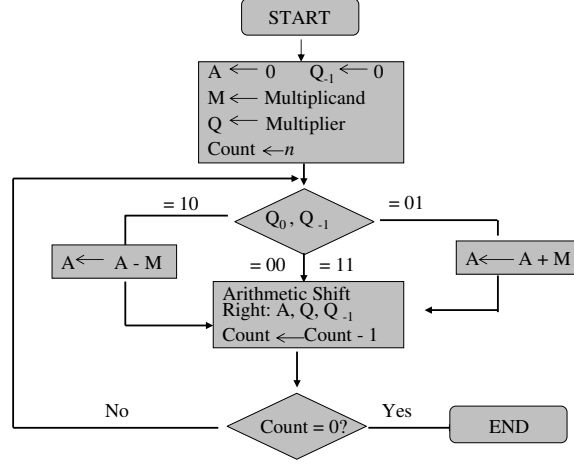 START
A ← 0 Q-1 ← 0
M ← Multiplicand
Q ← Multiplier
Count ← n
= 10
Q0 , Q-1
= 01
A ← A - M
A ← A + M
= 00 = 11
Arithmetic Shift
Right: A, Q, Q-1
Count ← Count - 1
No
Count = 0?
Yes
END